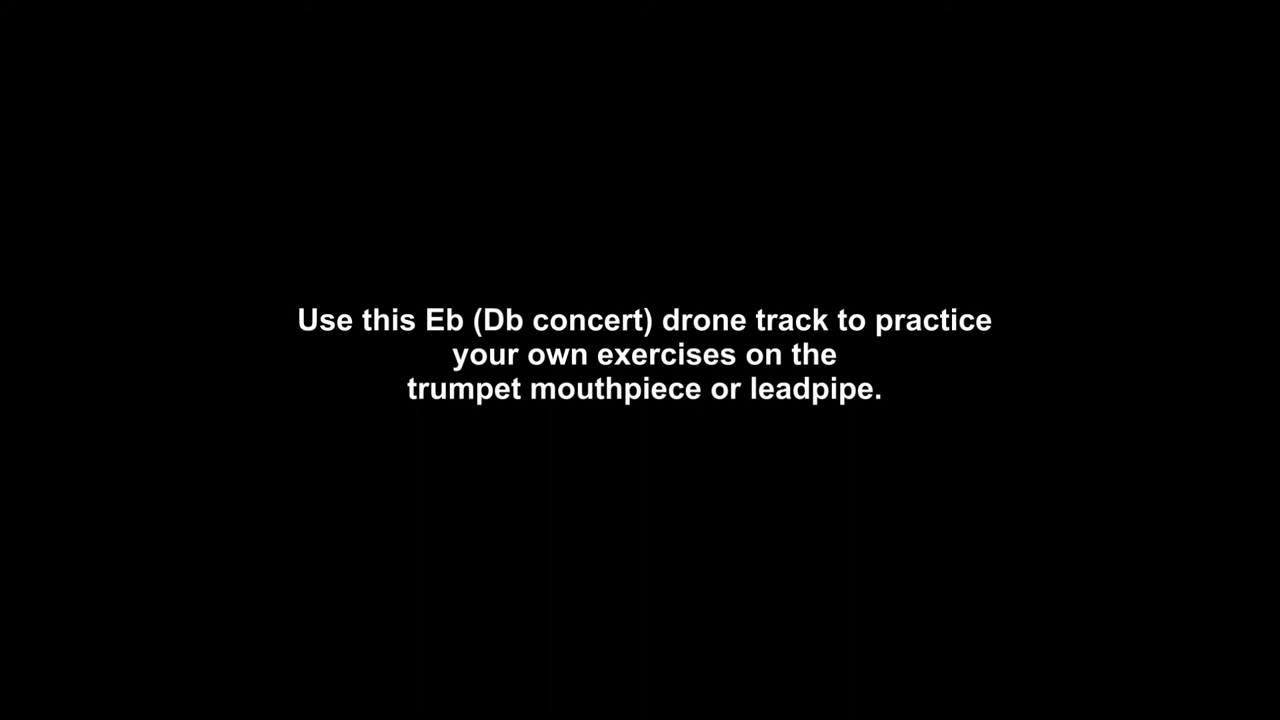 Use this Eb (Db concert) drone track to practice
your own exercises on the
trumpet mouthpiece or leadpipe.